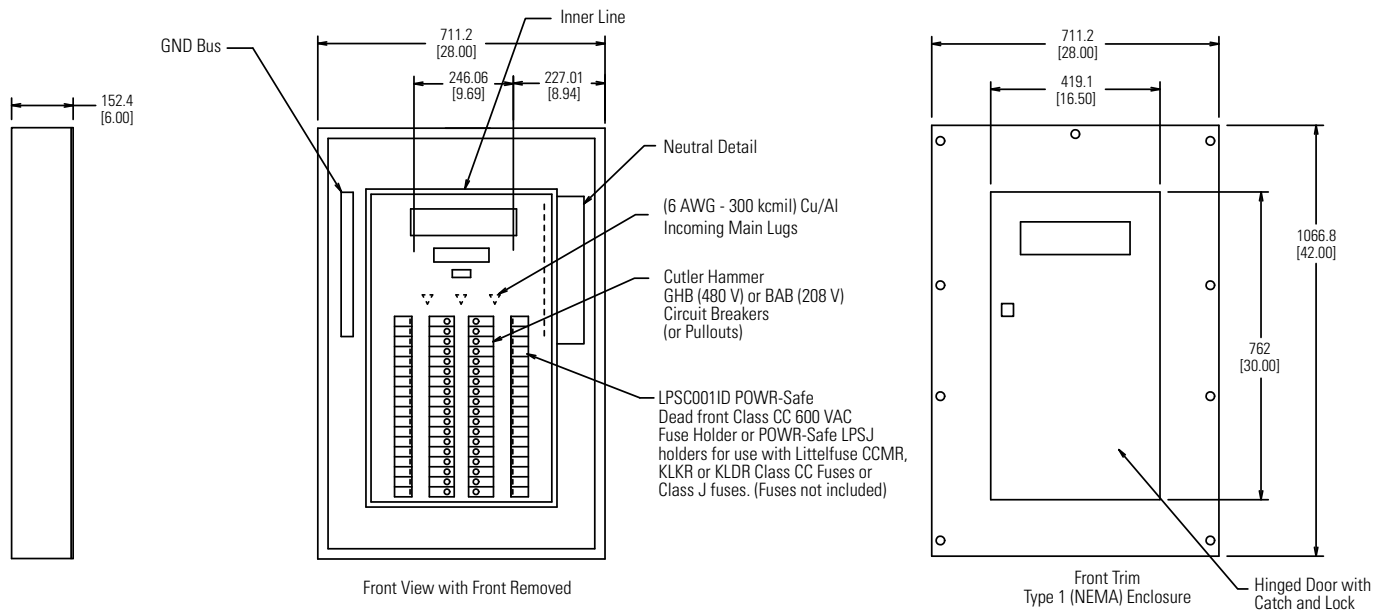 152.4
[6.00]
GND Bus
Inner Line
711.2
[28.00]
246.06
[9.69]
227.01
[8.94]
Neutral Detail
(6 AWG - 300 kcmil) Cu/Al
Incoming Main Lugs
Cutler Hammer
GHB (480 V) or BAB (208 V)
Circuit Breakers
(or Pullouts)
LPSC001ID POWR-Safe
Dead front Class CC 600 VAC
Fuse Holder or POWR-Safe LPSJ
holders for use with Littelfuse CCMR,
KLKR or KLDR Class CC Fuses or
Class J fuses. (Fuses not included)
Front View with Front Removed
711.2
[28.00]
419.1
[16.50]
1066.8
[42.00]
762
[30.00]
Front Trim
Type 1 (NEMA) Enclosure
Hinged Door with
Catch and Lock